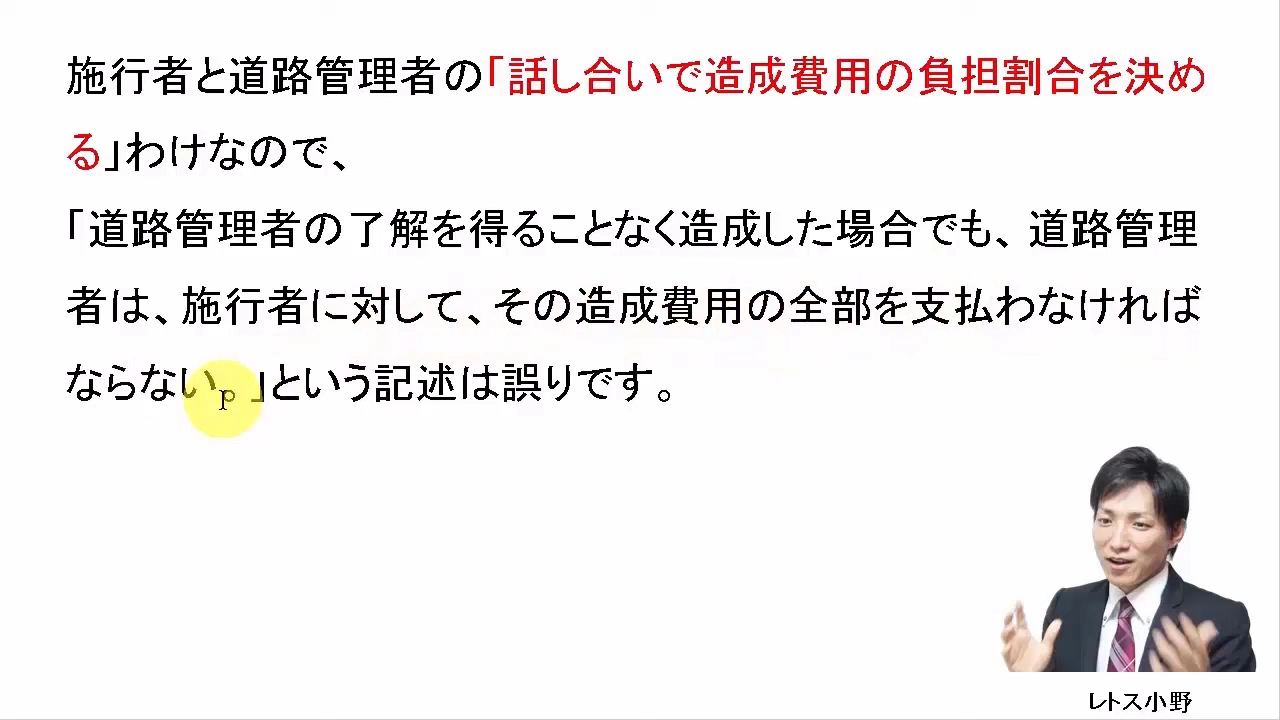 施行者と道路管理者の「話し合いで造成費用の負担割合を決め
る」わけなので、
「道路管理者の了解を得ることなく造成した場合でも、道路管理
者は、施行者に対して、その造成費用の全部を支払わなければ
ならない。」という記述は誤りです。
レトス小野